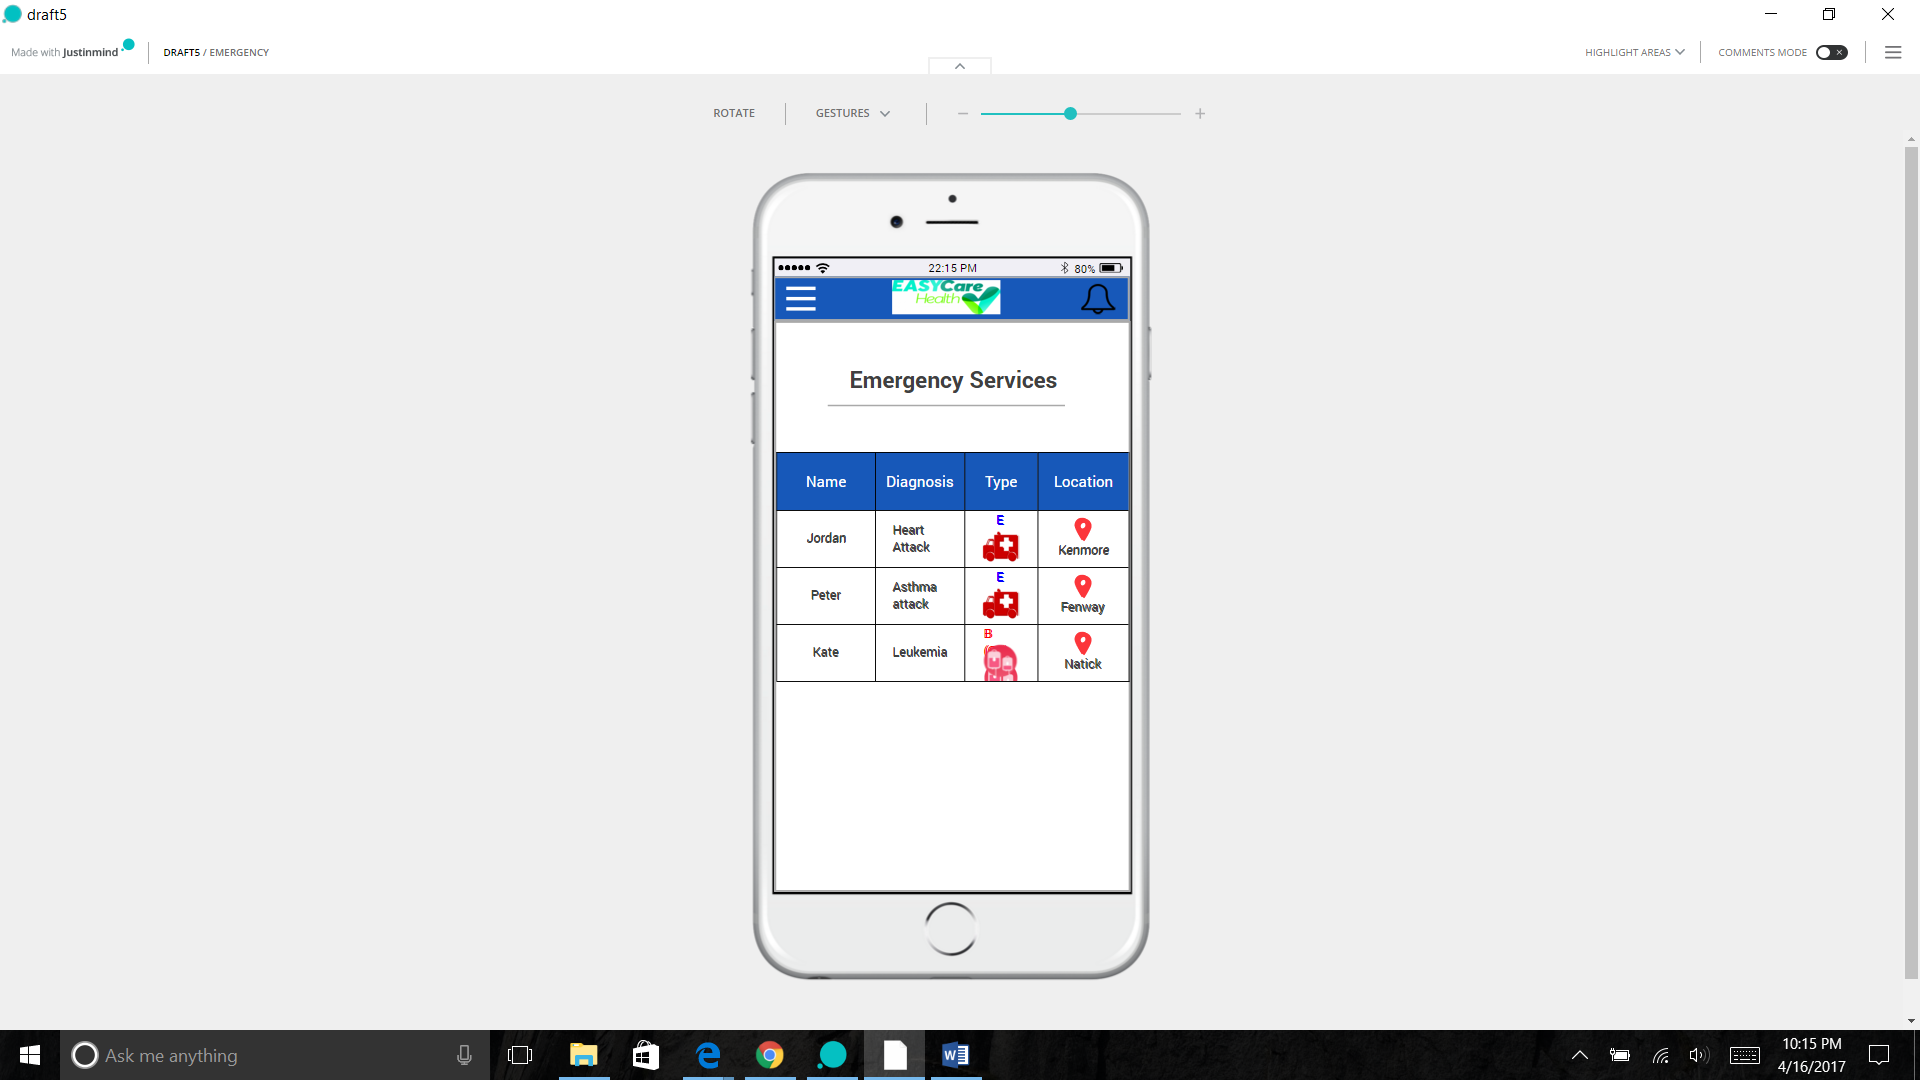 draft5
Made with Justinmind
DRAFT5 / EMERGENCY
HIGHLIGHT AREAS
COMMENTS MODE
ROTATE
GESTURES
22:15 PM
80%
EASYCare
Health
Emergency Services
Name Diagnosis Type Location
Jordan Heart Attack E Kenmore
Peter Asthma attack E Fenway
Kate Leukemia B Natick
Ask me anything
10:15 PM
4/16/2017